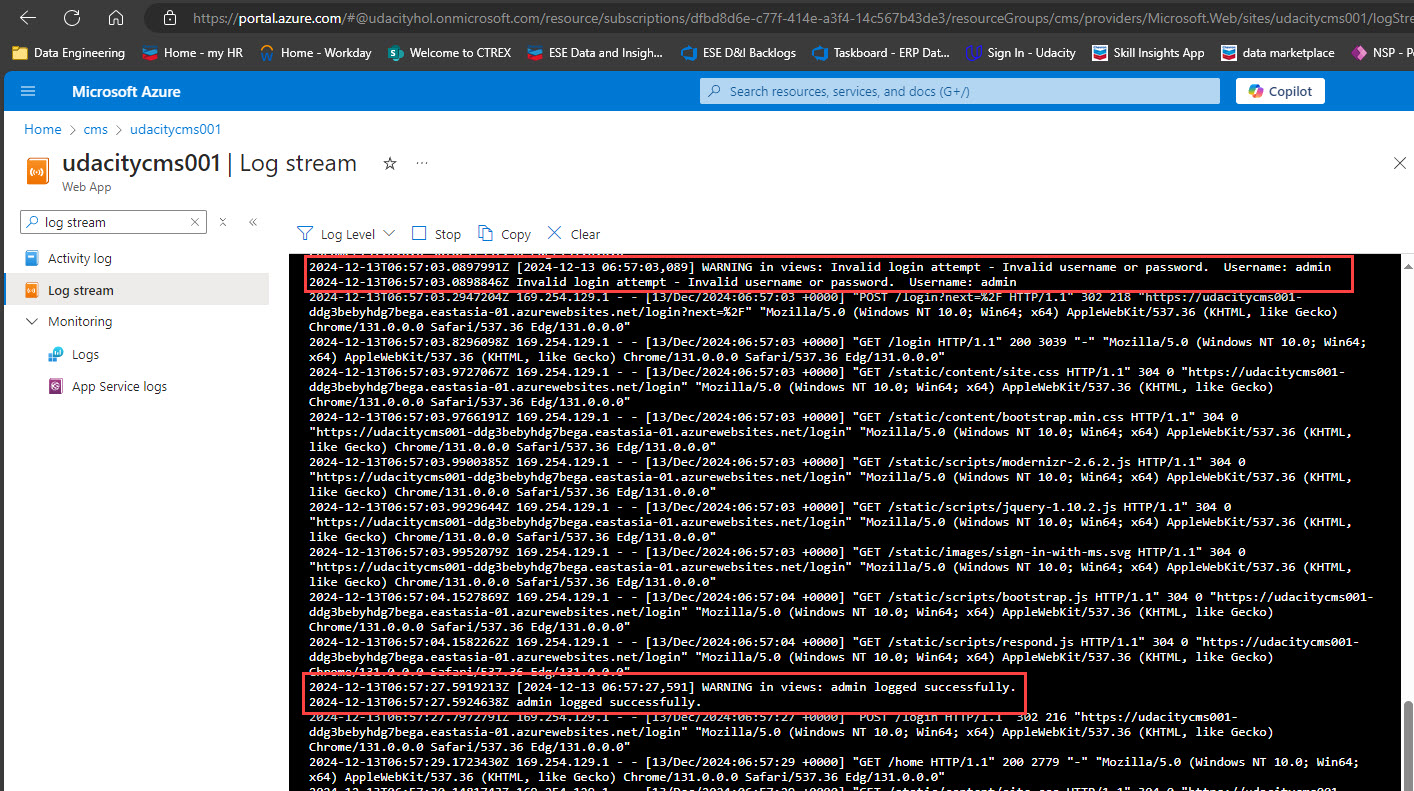 https://portal.azure.com/#@udacityhol.onmicrosoft.com/resource/subscriptions/dfbd8d6e-c77f-414e-a3f4-14c567b43de3/resourceGroups/cms/providers/Microsoft.Web/sites/udacitycms001/logStre
Data Engineering Home - my HR Home - Workday Welcome to CTREX ESE Data and Insigh... ESE D&I Backlogs Taskboard - ERP Dat... Sign In - Udacity Skill Insights App data marketplace NSP - P
Microsoft Azure
Search resources, services, and docs (G+/)
Copilot
Home > cms > udacitycms001
udacitycms001 | Log stream
Web App
log stream
Activity log
Log stream
Monitoring
Logs
App Service logs
Log Level Stop Copy Clear
2024-12-13T06:57:03.0897991Z [2024-12-13 06:57:03,089] WARNING in views: Invalid login attempt - Invalid username or password.  Username: admin
2024-12-13T06:57:03.0898846Z Invalid login attempt - Invalid username or password.  Username: admin
2024-12-13T06:57:03.2947204Z 169.254.129.1 - - [13/Dec/2024:06:57:03 +0000] "POST /login?next=%2F HTTP/1.1" 302 218 "https://udacitycms001-
ddg3bebyhdg7bega.eastasia-01.azurewebsites.net/login?next=%2F" "Mozilla/5.0 (Windows NT 10.0; Win64; x64) AppleWebKit/537.36 (KHTML, like Gecko)
Chrome/131.0.0.0 Safari/537.36 Edg/131.0.0.0"
2024-12-13T06:57:03.8296098Z 169.254.129.1 - - [13/Dec/2024:06:57:03 +0000] "GET /login HTTP/1.1" 200 3039 "-" "Mozilla/5.0 (Windows NT 10.0; Win64;
x64) AppleWebKit/537.36 (KHTML, like Gecko) Chrome/131.0.0.0 Safari/537.36 Edg/131.0.0.0"
2024-12-13T06:57:03.9727067Z 169.254.129.1 - - [13/Dec/2024:06:57:03 +0000] "GET /static/content/site.css HTTP/1.1" 304 0 "https://udacitycms001-
ddg3bebyhdg7bega.eastasia-01.azurewebsites.net/login" "Mozilla/5.0 (Windows NT 10.0; Win64; x64) AppleWebKit/537.36 (KHTML, like Gecko)
Chrome/131.0.0.0 Safari/537.36 Edg/131.0.0.0"
2024-12-13T06:57:03.9766191Z 169.254.129.1 - - [13/Dec/2024:06:57:03 +0000] "GET /static/content/bootstrap.min.css HTTP/1.1" 304 0
"https://udacitycms001-ddg3bebyhdg7bega.eastasia-01.azurewebsites.net/login" "Mozilla/5.0 (Windows NT 10.0; Win64; x64) AppleWebKit/537.36 (KHTML,
like Gecko) Chrome/131.0.0.0 Safari/537.36 Edg/131.0.0.0"
2024-12-13T06:57:03.9900385Z 169.254.129.1 - - [13/Dec/2024:06:57:03 +0000] "GET /static/scripts/modernizr-2.6.2.js HTTP/1.1" 304 0
"https://udacitycms001-ddg3bebyhdg7bega.eastasia-01.azurewebsites.net/login" "Mozilla/5.0 (Windows NT 10.0; Win64; x64) AppleWebKit/537.36 (KHTML,
like Gecko) Chrome/131.0.0.0 Safari/537.36 Edg/131.0.0.0"
2024-12-13T06:57:03.9929644Z 169.254.129.1 - - [13/Dec/2024:06:57:03 +0000] "GET /static/scripts/jquery-1.10.2.js HTTP/1.1" 304 0
"https://udacitycms001-ddg3bebyhdg7bega.eastasia-01.azurewebsites.net/login" "Mozilla/5.0 (Windows NT 10.0; Win64; x64) AppleWebKit/537.36 (KHTML,
like Gecko) Chrome/131.0.0.0 Safari/537.36 Edg/131.0.0.0"
2024-12-13T06:57:03.9952079Z 169.254.129.1 - - [13/Dec/2024:06:57:03 +0000] "GET /static/images/sign-in-with-ms.svg HTTP/1.1" 304 0
"https://udacitycms001-ddg3bebyhdg7bega.eastasia-01.azurewebsites.net/login" "Mozilla/5.0 (Windows NT 10.0; Win64; x64) AppleWebKit/537.36 (KHTML,
like Gecko) Chrome/131.0.0.0 Safari/537.36 Edg/131.0.0.0"
2024-12-13T06:57:04.1527869Z 169.254.129.1 - - [13/Dec/2024:06:57:04 +0000] "GET /static/scripts/bootstrap.js HTTP/1.1" 304 0 "https://udacitycms001-
ddg3bebyhdg7bega.eastasia-01.azurewebsites.net/login" "Mozilla/5.0 (Windows NT 10.0; Win64; x64) AppleWebKit/537.36 (KHTML, like Gecko)
Chrome/131.0.0.0 Safari/537.36 Edg/131.0.0.0"
2024-12-13T06:57:04.1582262Z 169.254.129.1 - - [13/Dec/2024:06:57:04 +0000] "GET /static/scripts/respond.js HTTP/1.1" 304 0 "https://udacitycms001-
ddg3bebyhdg7bega.eastasia-01.azurewebsites.net/login" "Mozilla/5.0 (Windows NT 10.0; Win64; x64) AppleWebKit/537.36 (KHTML, like Gecko)
Chrome/131.0.0.0 Safari/537.36 Edg/131.0.0.0"
2024-12-13T06:57:27.5919213Z [2024-12-13 06:57:27,591] WARNING in views: admin logged successfully.
2024-12-13T06:57:27.5924638Z admin logged successfully.
2024-12-13T06:57:27.7972791Z 169.254.129.1 - - [13/Dec/2024:06:57:27 +0000] "POST /login HTTP/1.1" 302 216 "https://udacitycms001-
ddg3bebyhdg7bega.eastasia-01.azurewebsites.net/login" "Mozilla/5.0 (Windows NT 10.0; Win64; x64) AppleWebKit/537.36 (KHTML, like Gecko)
Chrome/131.0.0.0 Safari/537.36 Edg/131.0.0.0"
2024-12-13T06:57:29.1723430Z 169.254.129.1 - - [13/Dec/2024:06:57:29 +0000] "GET /home HTTP/1.1" 200 2779 "-" "Mozilla/5.0 (Windows NT 10.0; Win64;
x64) AppleWebKit/537.36 (KHTML, like Gecko) Chrome/131.0.0.0 Safari/537.36 Edg/131.0.0.0"